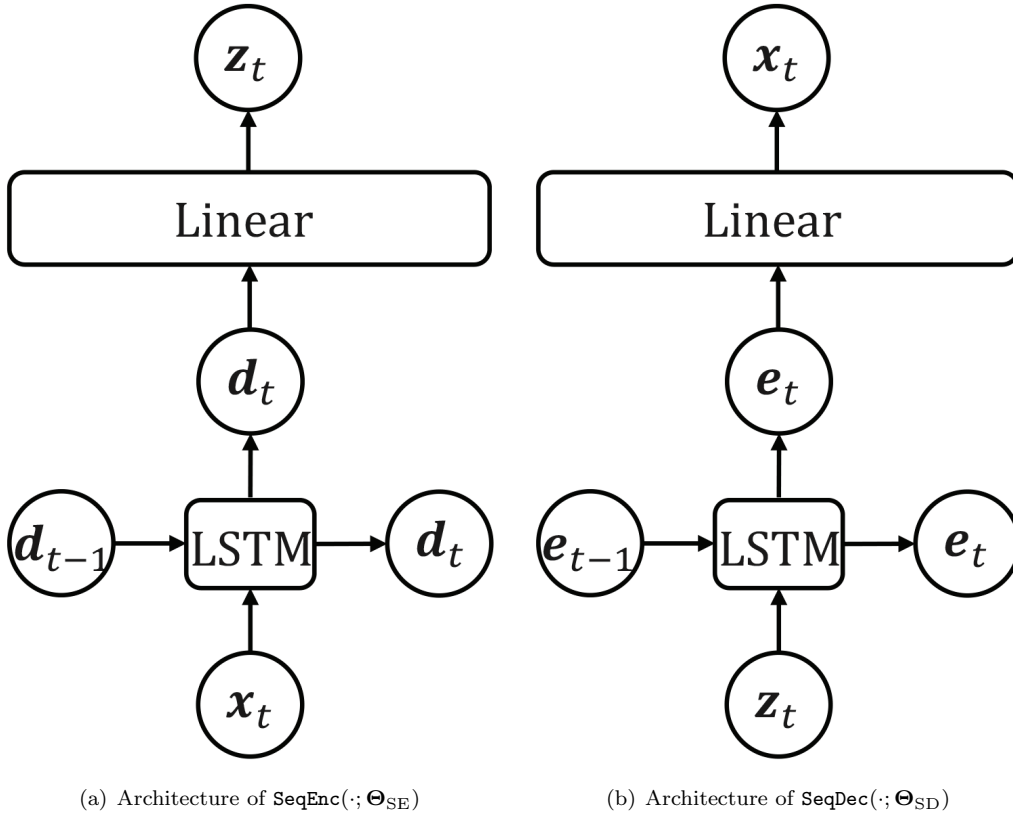 z_t
x_t
Linear
Linear
d_t
e_t
d_{t-1}
LSTM
d_t
e_{t-1}
LSTM
e_t
x_t
z_t
(a) Architecture of SeqEnc(·; Θ_SE)
(b) Architecture of SeqDec(·; Θ_SD)